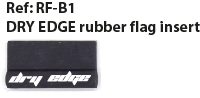 Ref: RF-B1
DRY EDGE rubber flag insert
dry edge